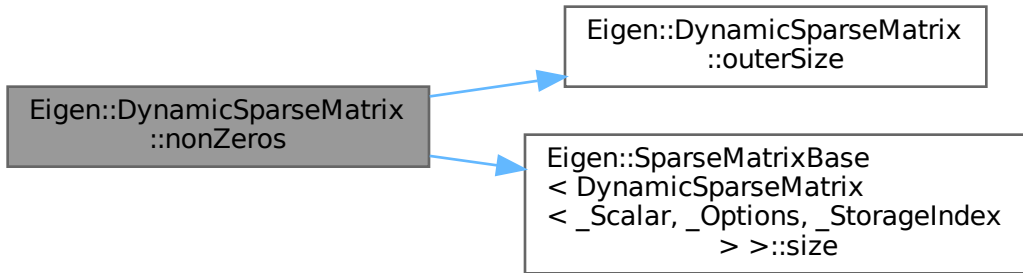 Eigen::DynamicSparseMatrix
::outerSize
Eigen::DynamicSparseMatrix
::nonZeros
Eigen::SparseMatrixBase
< DynamicSparseMatrix
< _Scalar, _Options, _StorageIndex
> >::size